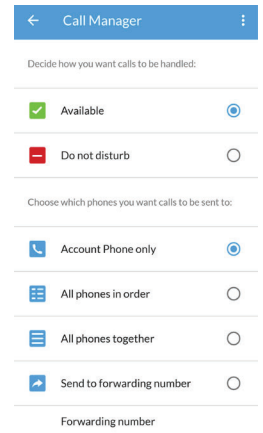 Call Manager
Decide how you want calls to be handled:
Available
Do not disturb
Choose which phones you want calls to be sent to:
Account Phone only
All phones in order
All phones together
Send to forwarding number
Forwarding number